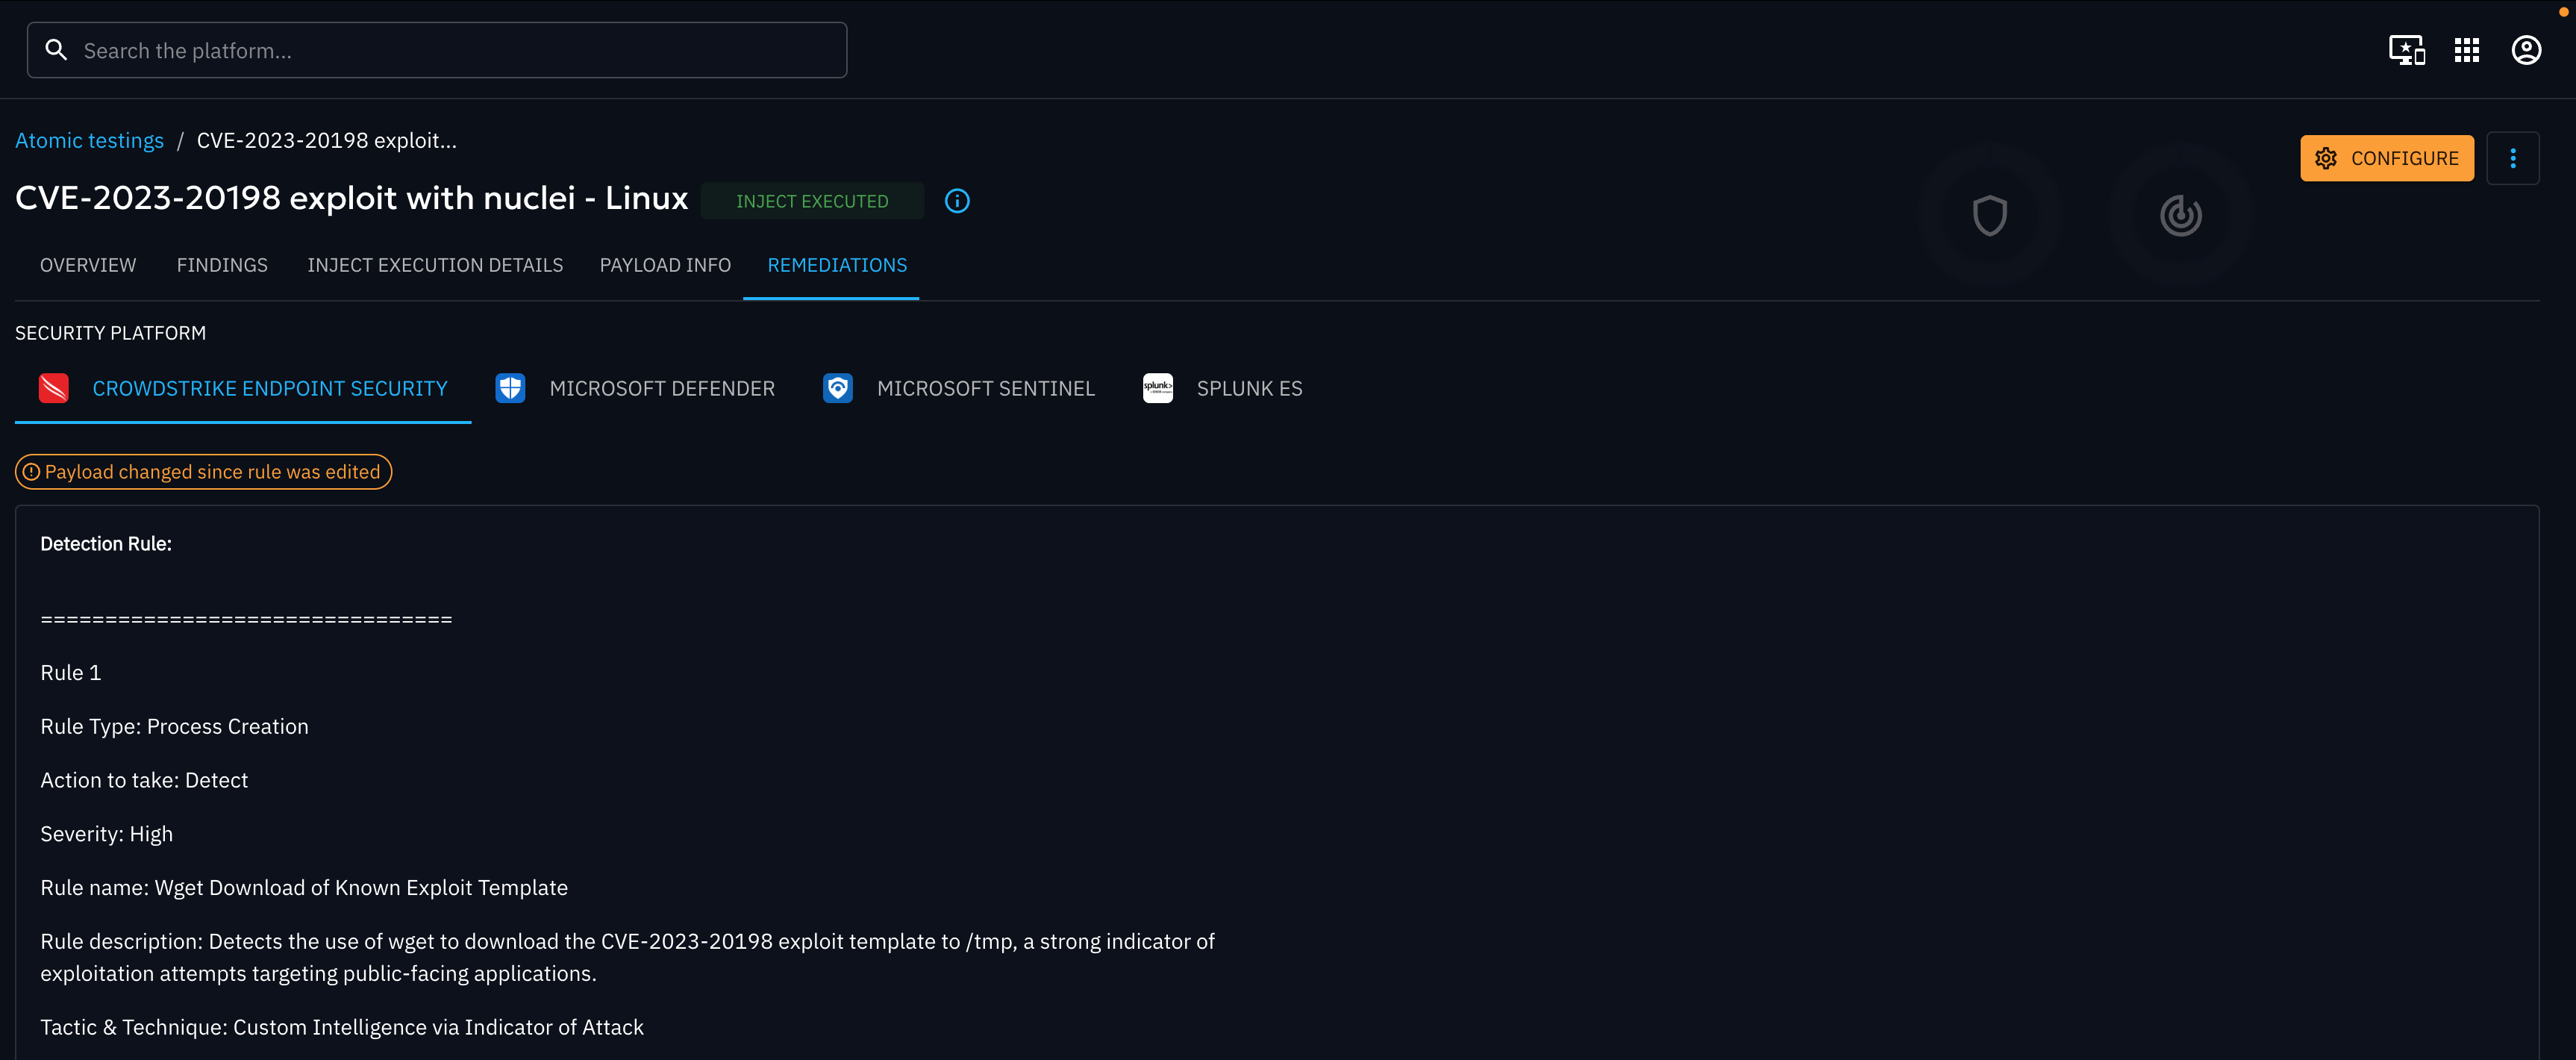 Search the platform...
Atomic testings / CVE-2023-20198 exploit...
CONFIGURE
CVE-2023-20198 exploit with nuclei - Linux INJECT EXECUTED
OVERVIEW FINDINGS INJECT EXECUTION DETAILS PAYLOAD INFO REMEDIATIONS
SECURITY PLATFORM
CROWDSTRIKE ENDPOINT SECURITY MICROSOFT DEFENDER MICROSOFT SENTINEL splunk> SPLUNK ES
Payload changed since rule was edited
Detection Rule:
================================
Rule 1
Rule Type: Process Creation
Action to take: Detect
Severity: High
Rule name: Wget Download of Known Exploit Template
Rule description: Detects the use of wget to download the CVE-2023-20198 exploit template to /tmp, a strong indicator of
exploitation attempts targeting public-facing applications.
Tactic & Technique: Custom Intelligence via Indicator of Attack